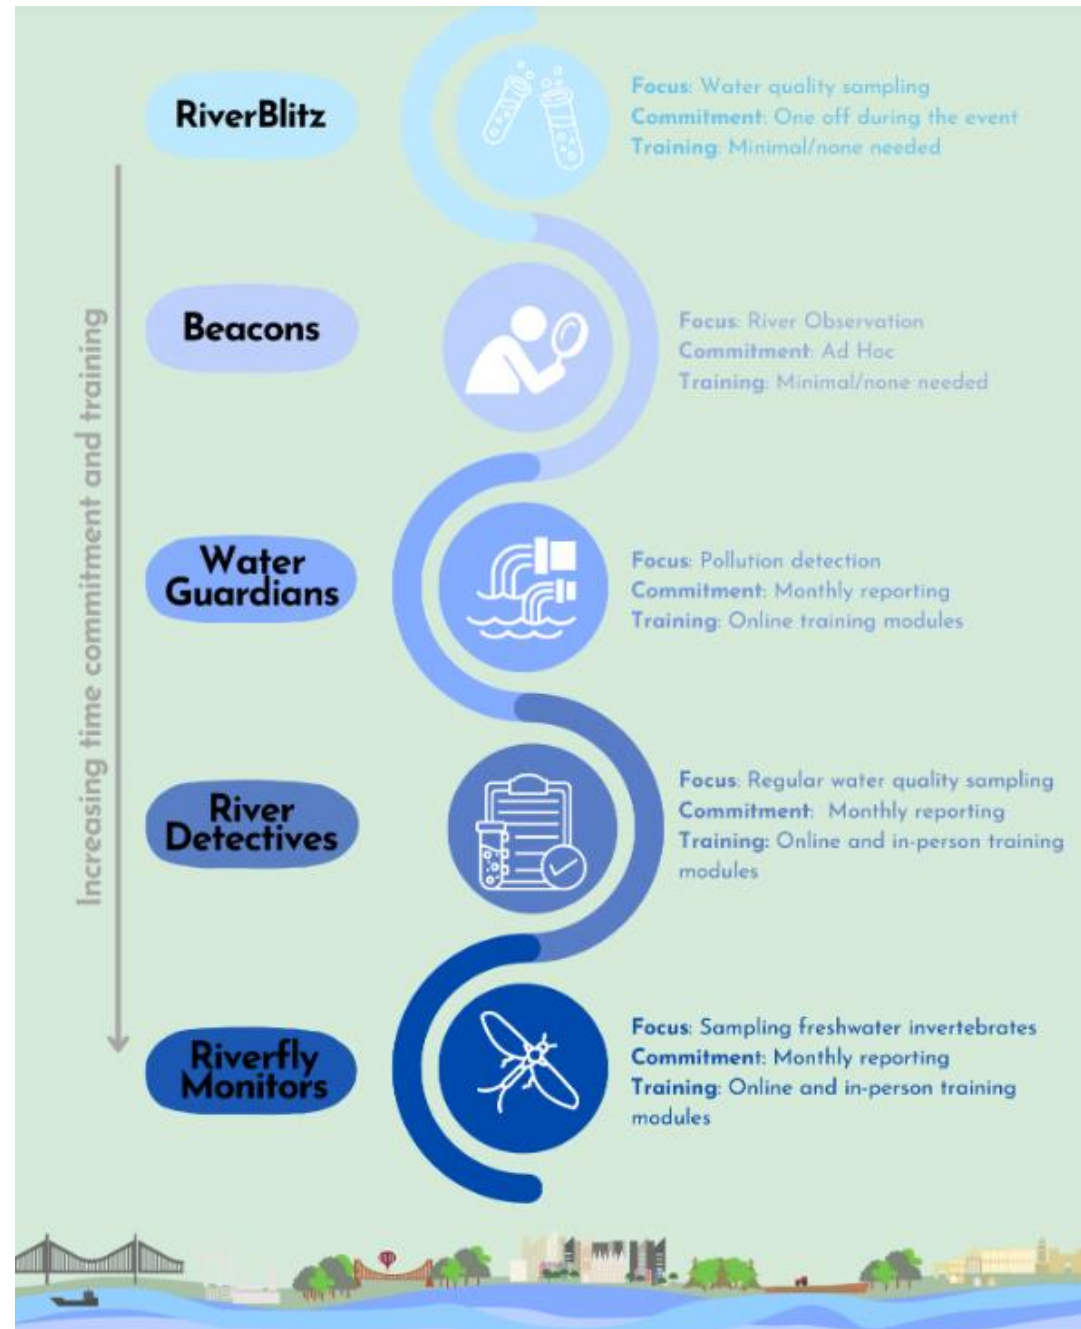 RiverBlitz
Focus: Water quality sampling
Commitment: One off during the event
Training: Minimal/none needed
Increasing time commitment and training
Beacons
Focus: River Observation
Commitment: Ad Hoc
Training: Minimal/none needed
Water
Guardians
Focus: Pollution detection
Commitment: Monthly reporting
Training: Online training modules
River
Detectives
Focus: Regular water quality sampling
Commitment: Monthly reporting
Training: Online and in-person training
modules
Riverfly
Monitors
Focus: Sampling freshwater invertebrates
Commitment: Monthly reporting
Training: Online and in-person training
modules